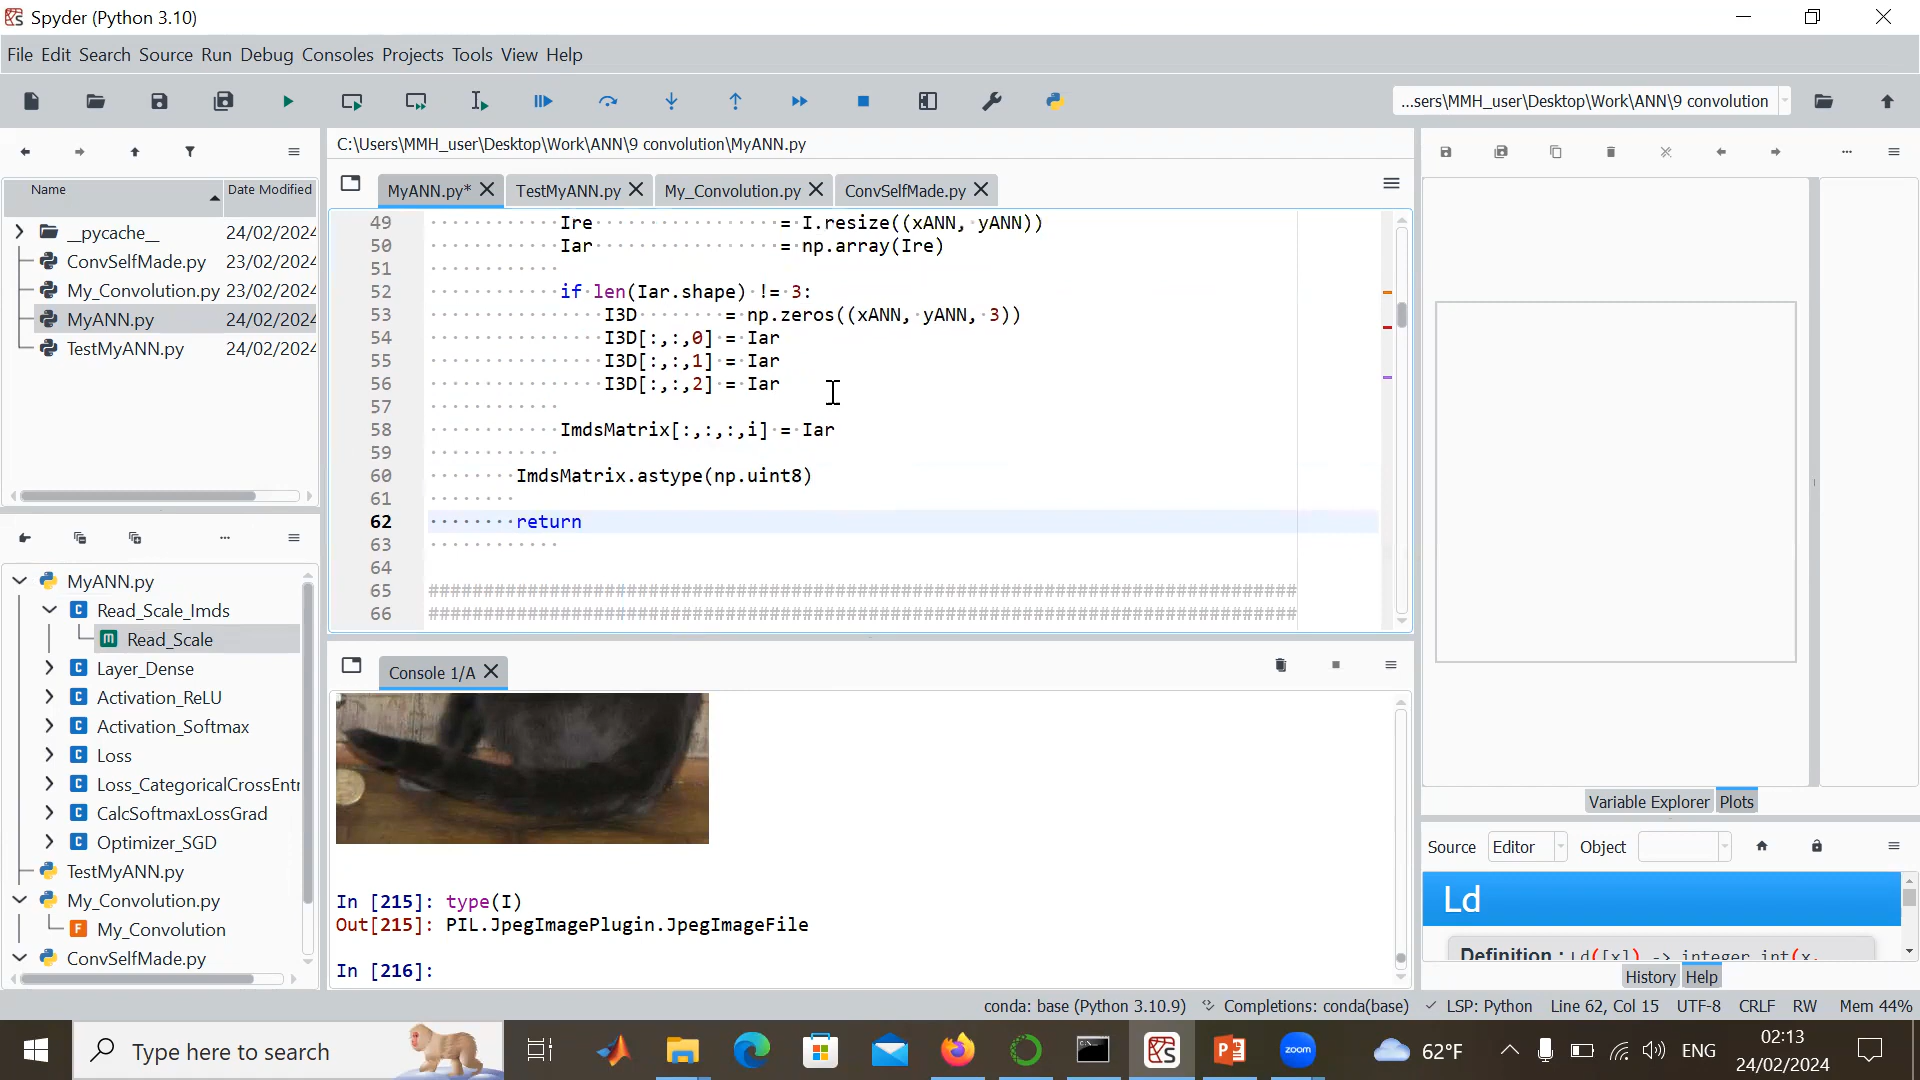 Spyder (Python 3.10)
File Edit Search Source Run Debug Consoles Projects Tools View Help
...sers\MMH_user\Desktop\Work\ANN\9 convolution
C:\Users\MMH_user\Desktop\Work\ANN\9 convolution\MyANN.py
Name Date Modified
__pycache__ 24/02/2024
ConvSelfMade.py 23/02/2024
My_Convolution.py 23/02/2024
MyANN.py 24/02/2024
TestMyANN.py 24/02/2024
MyANN.py* TestMyANN.py My_Convolution.py ConvSelfMade.py
49 Ire = I.resize((xANN, yANN))
50 Iar = np.array(Ire)
51
52 if len(Iar.shape) != 3:
53 I3D = np.zeros((xANN, yANN, 3))
54 I3D[:,:,0] = Iar
55 I3D[:,:,1] = Iar
56 I3D[:,:,2] = Iar
57
58 ImdsMatrix[:,:,:,i] = Iar
59
60 ImdsMatrix.astype(np.uint8)
61
62 return
63
64
65 ###############################################################################
66 ###############################################################################
MyANN.py
Read_Scale_Imds
Read_Scale
Layer_Dense
Activation_ReLU
Activation_Softmax
Loss
Loss_CategoricalCrossEntr
CalcSoftmaxLossGrad
Optimizer_SGD
TestMyANN.py
My_Convolution.py
My_Convolution
ConvSelfMade.py
Console 1/A
In [215]: type(I)
Out[215]: PIL.JpegImagePlugin.JpegImageFile
In [216]:
Variable Explorer Plots
Source Editor Object
Ld
Definition : Ld([x]) -> integer int(x,
History Help
conda: base (Python 3.10.9) Completions: conda(base) LSP: Python Line 62, Col 15 UTF-8 CRLF RW Mem 44%
Type here to search
zoom
62°F
ENG
02:13
24/02/2024